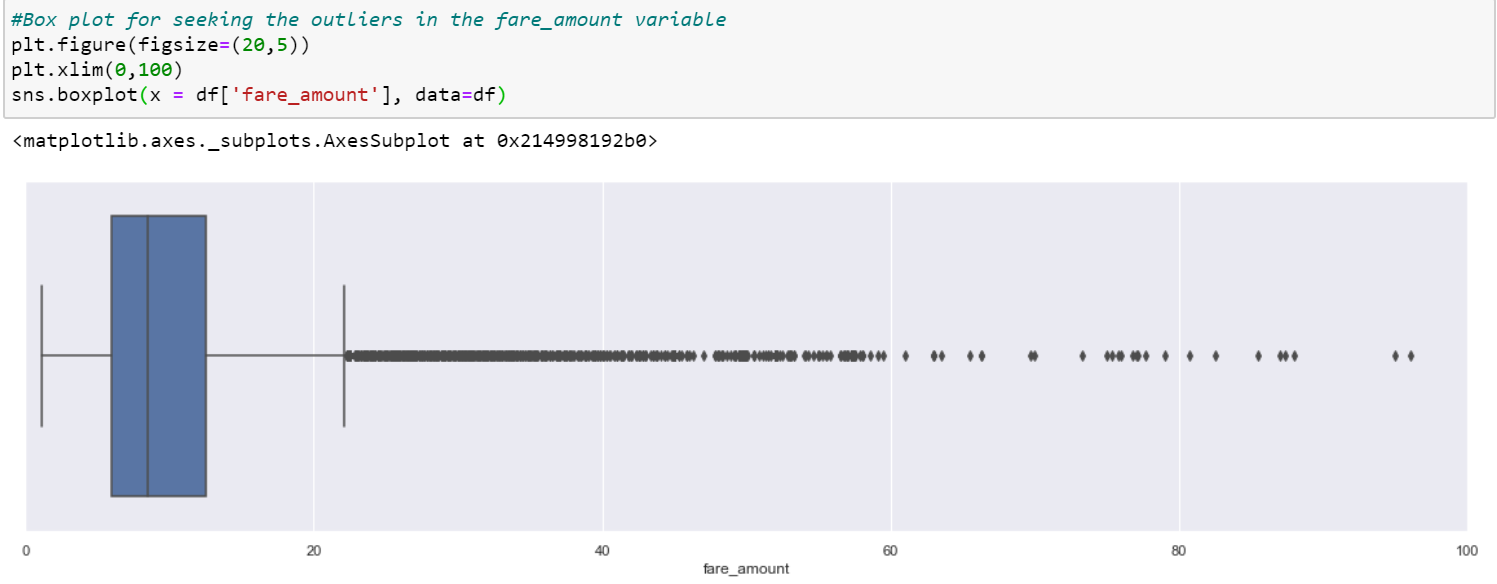 #Box plot for seeking the outliers in the fare_amount variable
plt.figure(figsize=(20,5))
plt.xlim(0,100)
sns.boxplot(x = df['fare_amount'], data=df)
<matplotlib.axes._subplots.AxesSubplot at 0x214998192b0>
0 20 40 60 80 100
fare_amount